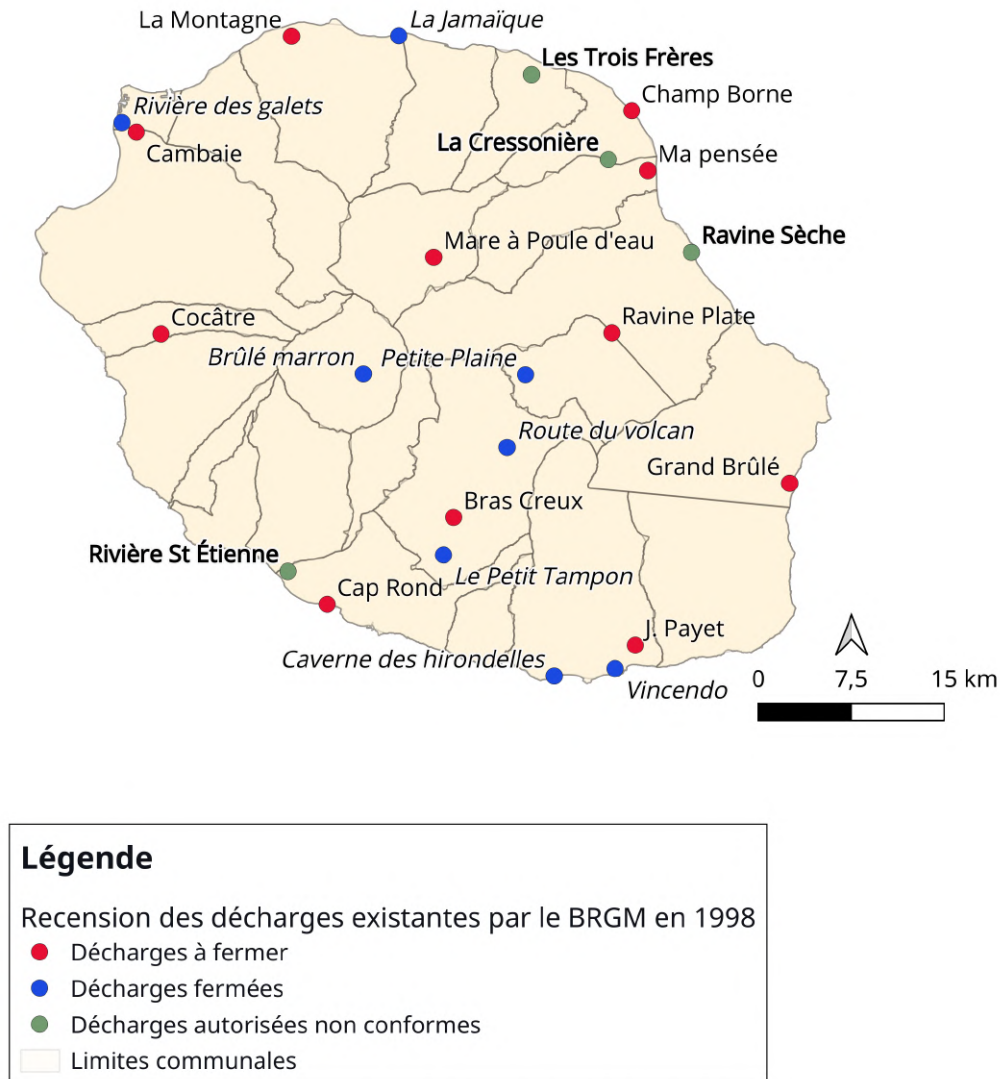 La Montagne
La Jamaïque
Les Trois Frères
Champ Borne
Rivière des galets
Cambaie
La Cressonière
Ma pensée
Ravine Sèche
Mare à Poule d'eau
Cocâtre
Ravine Plate
Brûlé marron
Petite Plaine
Route du volcan
Grand Brûlé
Bras Creux
Rivière St Étienne
Le Petit Tampon
Cap Rond
J. Payet
Caverne des hirondelles
Vincendo
0 7,5 15 km
Légende
Recension des décharges existantes par le BRGM en 1998
Décharges à fermer
Décharges fermées
Décharges autorisées non conformes
Limites communales